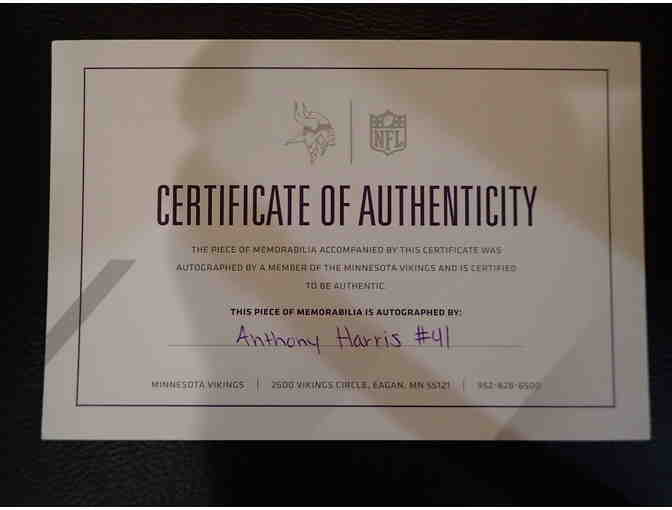 NFL
CERTIFICATE OF AUTHENTICITY
THE PIECE OF MEMORABILIA ACCOMPANIED BY THIS CERTIFICATE WAS
AUTOGRAPHED BY A MEMBER OF THE MINNESOTA VIKINGS AND IS CERTIFIED
TO BE AUTHENTIC.
THIS PIECE OF MEMORABILIA IS AUTOGRAPHED BY:
Anthony Harris #41
MINNESOTA VIKINGS | 2600 VIKINGS CIRCLE, EAGAN, MN 55121 | 952-828-6500